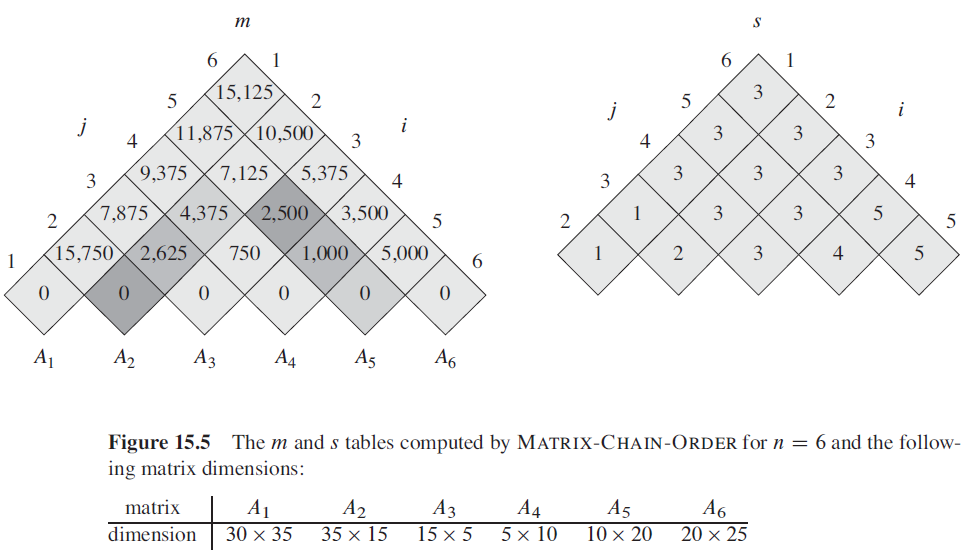 m s
6 1 6 1
15,125 3
5 2 5 2
j 11,875 10,500 i j 3 3 i
4 3 4 3
9,375 7,125 5,375 3 3 3
3 4 3 4
7,875 4,375 2,500 3,500 1 3 3 5
2 5 2 5
15,750 2,625 750 1,000 5,000 1 2 3 4 5
1 6
0 0 0 0 0 0
A1 A2 A3 A4 A5 A6
Figure 15.5 The m and s tables computed by MATRIX-CHAIN-ORDER for n = 6 and the follow-
ing matrix dimensions:
matrix A1 A2 A3 A4 A5 A6
dimension 30 × 35 35 × 15 15 × 5 5 × 10 10 × 20 20 × 25